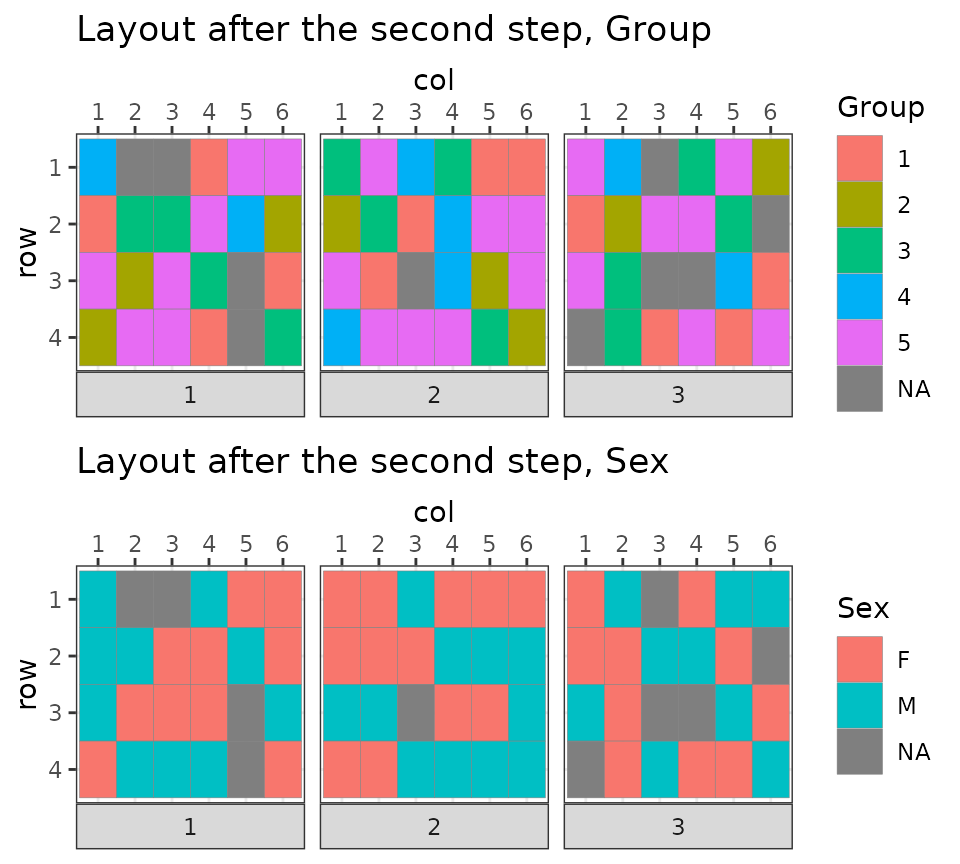 Layout after the second step, Group
col
1 2 3 4 5 6 1 2 3 4 5 6 1 2 3 4 5 6
row
1
2
3
4
1 2 3
Group
1
2
3
4
5
NA
Layout after the second step, Sex
col
1 2 3 4 5 6 1 2 3 4 5 6 1 2 3 4 5 6
row
1
2
3
4
1 2 3
Sex
F
M
NA